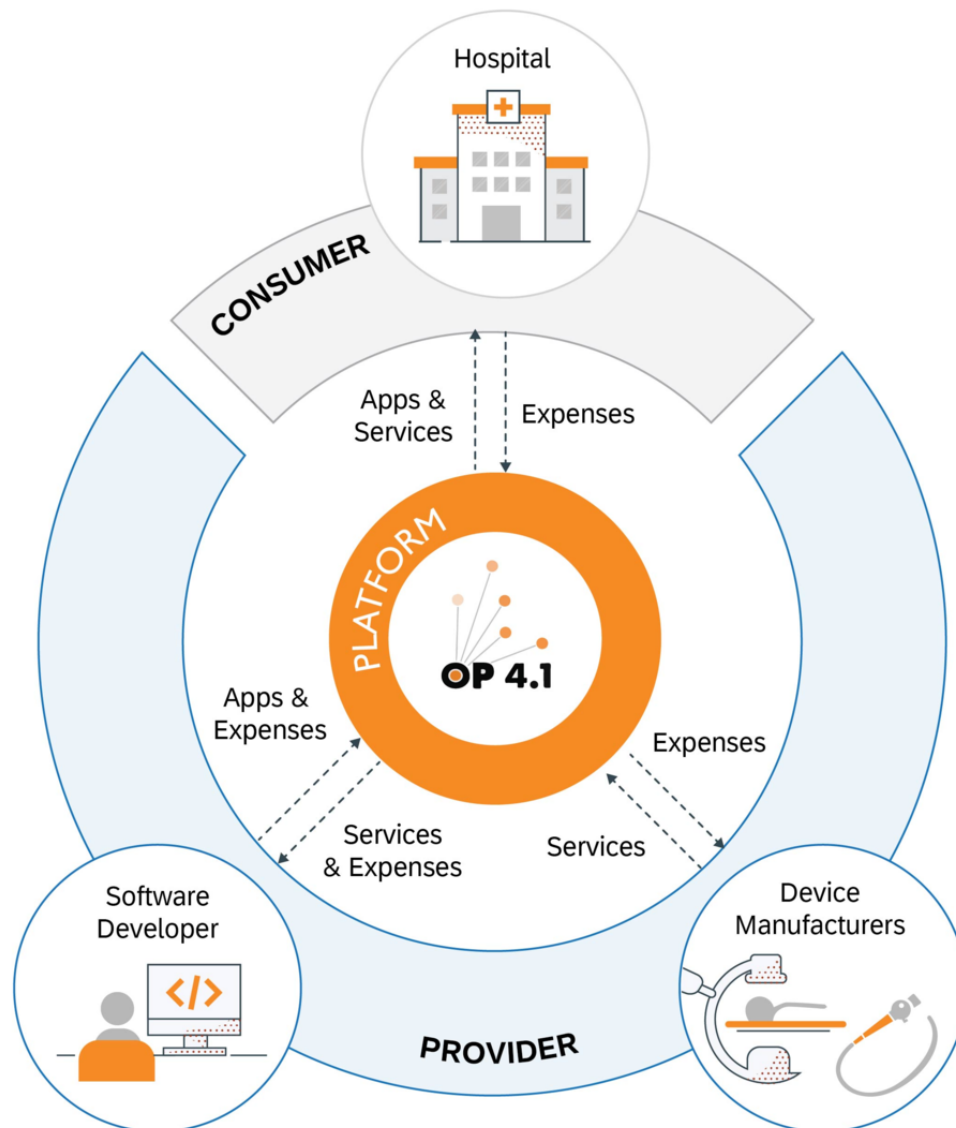 Hospital
CONSUMER
Apps &
Services
Expenses
PLATFORM
OP 4.1
Apps &
Expenses
Expenses
Services
& Expenses
Services
Software
Developer
</>
Device
Manufacturers
PROVIDER